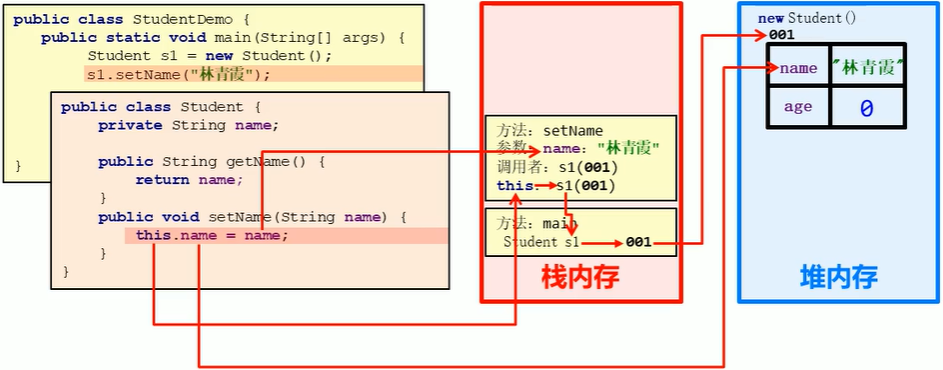 public class StudentDemo {
public static void main(String[] args) {
Student s1 = new Student();
s1.setName("林青霞");
}
public class Student {
private String name;
public String getName() {
return name;
}
public void setName(String name) {
this.name = name;
}
}
方法: setName
参数: name: "林青霞"
调用者: s1(001)
this: s1(001)
方法: main
Student s1 001
栈内存
new Student()
001
name "林青霞"
age 0
堆内存